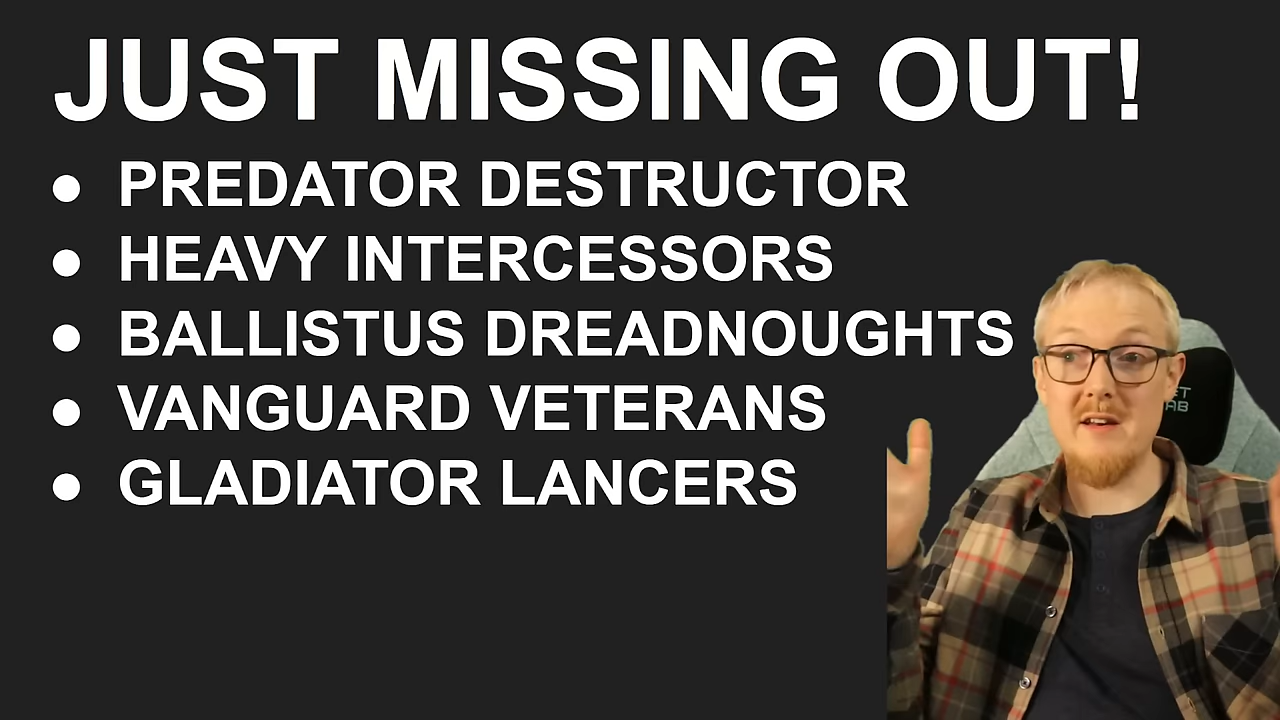 JUST MISSING OUT!
● PREDATOR DESTRUCTOR
● HEAVY INTERCESSORS
● BALLISTUS DREADNOUGHTS
● VANGUARD VETERANS
● GLADIATOR LANCERS